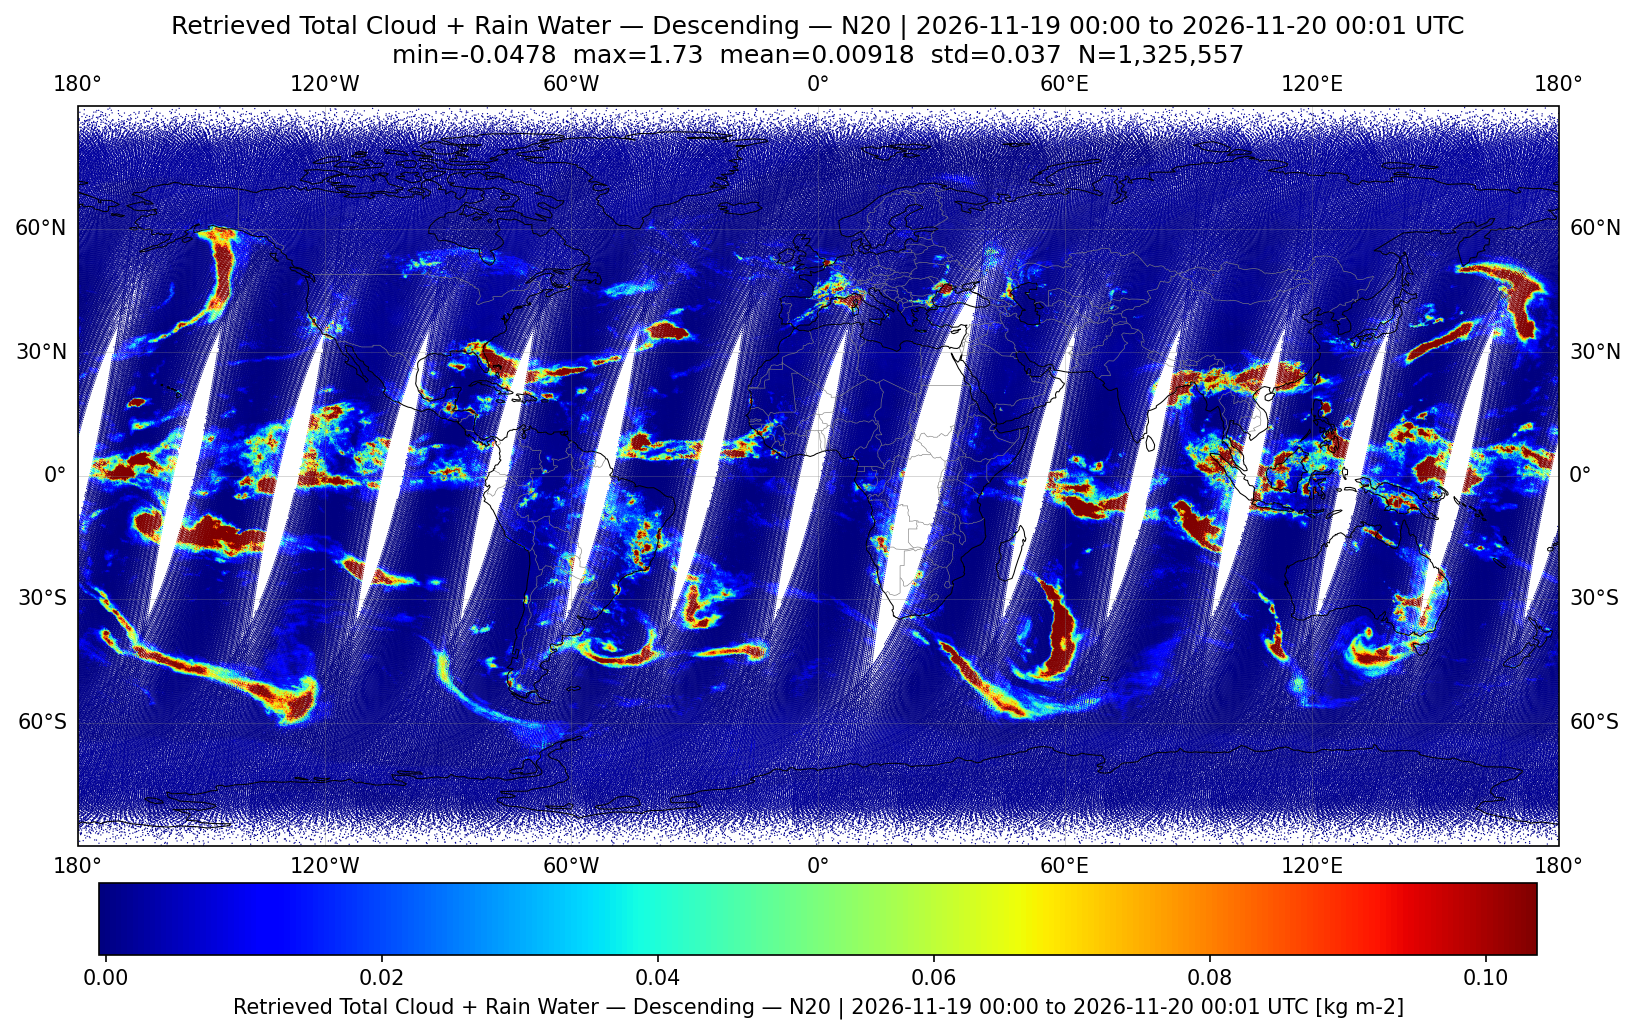 Retrieved Total Cloud + Rain Water — Descending — N20 | 2026-11-19 00:00 to 2026-11-20 00:01 UTC
min=-0.0478 max=1.73 mean=0.00918 std=0.037 N=1,325,557
180° 120°W 60°W 0° 60°E 120°E 180°
60°N 60°N
30°N 30°N
0° 0°
30°S 30°S
60°S 60°S
180° 120°W 60°W 0° 60°E 120°E 180°
0.00 0.02 0.04 0.06 0.08 0.10
Retrieved Total Cloud + Rain Water — Descending — N20 | 2026-11-19 00:00 to 2026-11-20 00:01 UTC [kg m-2]